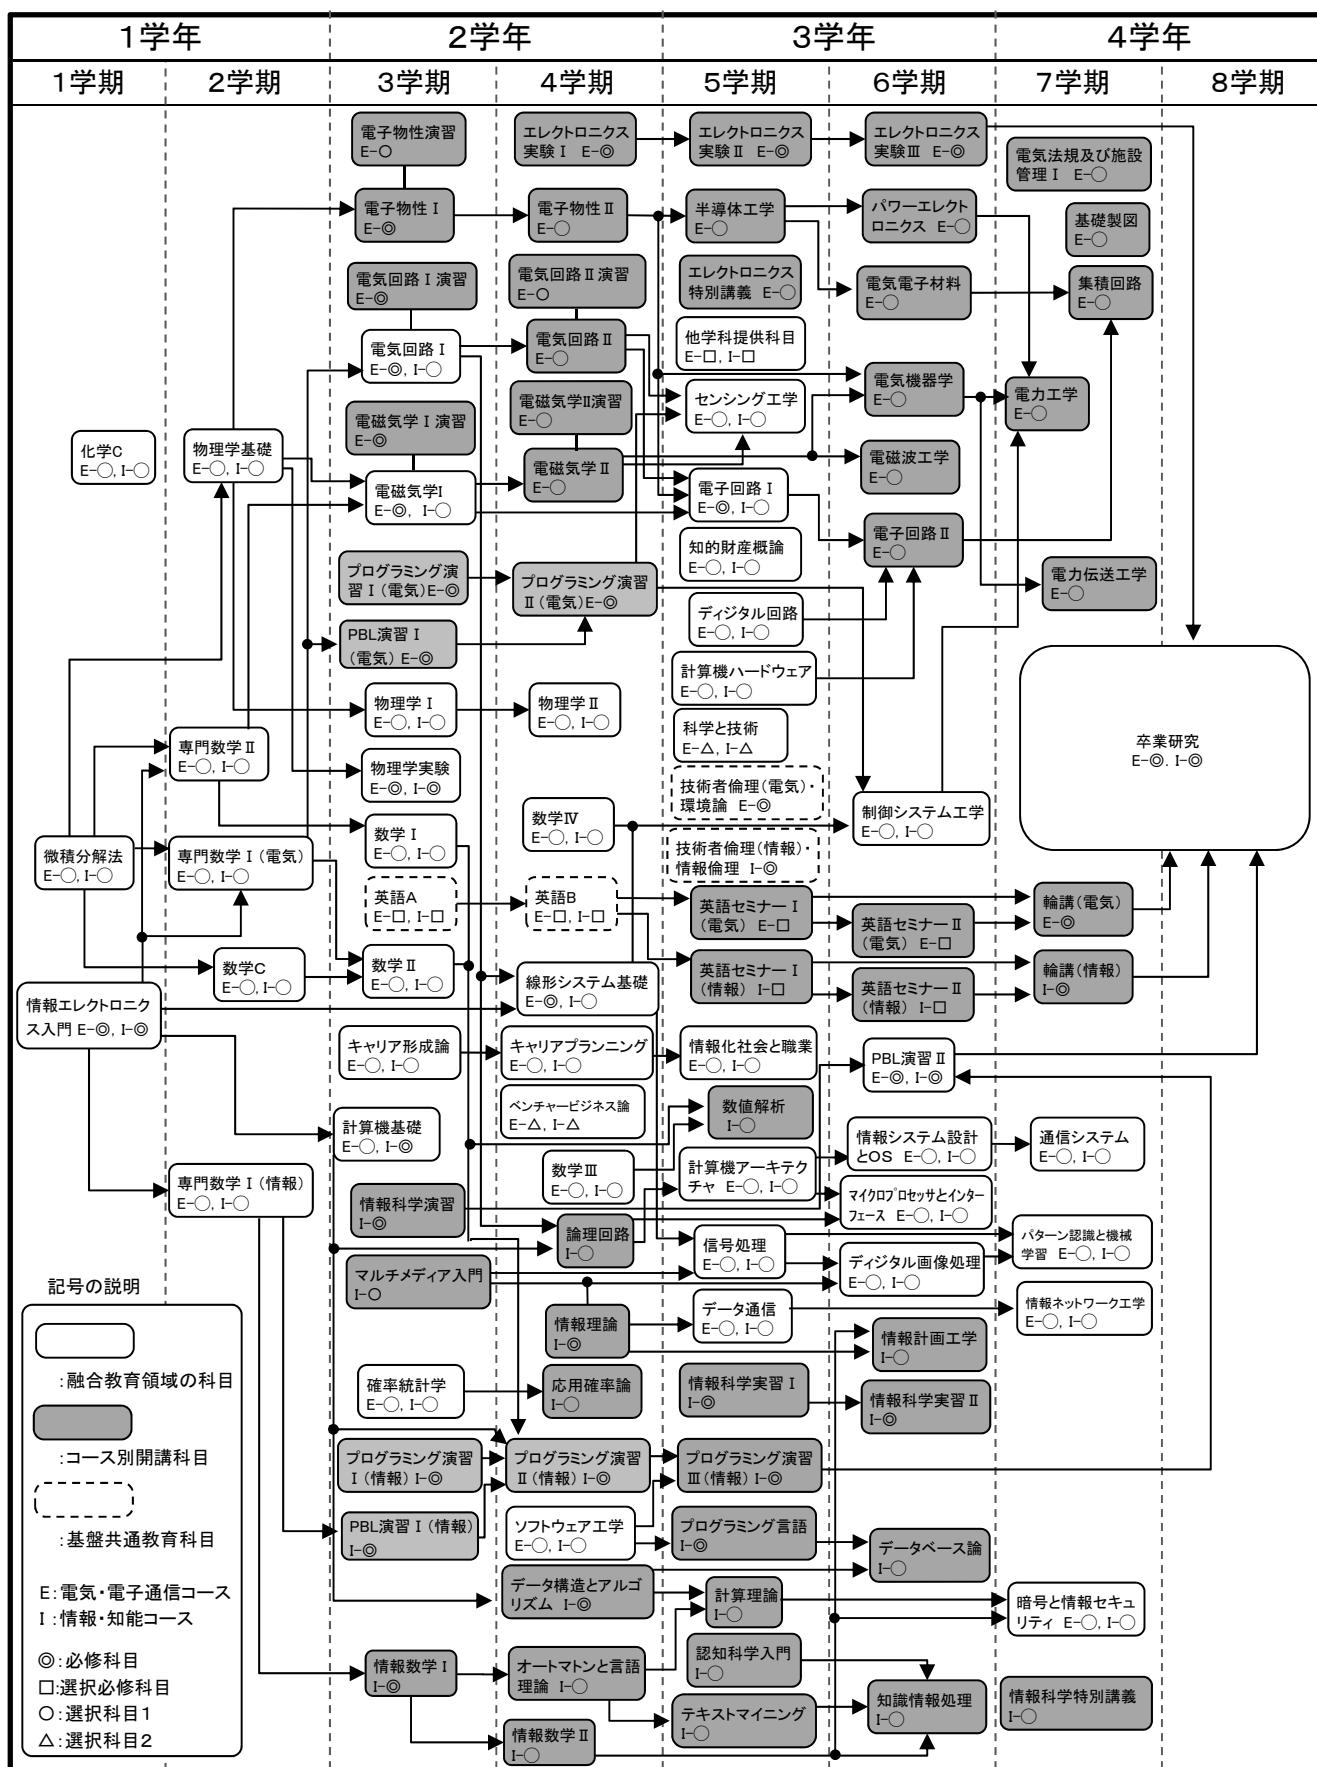 1学年
2学年
3学年
4学年
1学期
2学期
3学期
4学期
5学期
6学期
7学期
8学期
化学C
E-○, I-○
微積分解法
E-○, I-○
情報エレクトロニク
ス入門 E-◎, I-◎
物理学基礎
E-○, I-○
専門数学Ⅱ
E-○, I-○
専門数学Ⅰ(電気)
E-○, I-○
数学C
E-○, I-○
専門数学Ⅰ(情報)
E-○, I-○
電子物性演習
E-○
電子物性Ⅰ
E-◎
電気回路Ⅰ演習
E-◎
電気回路Ⅰ
E-◎, I-○
電磁気学Ⅰ演習
E-◎
電磁気学Ⅰ
E-◎, I-○
プログラミング演
習Ⅰ(電気)E-◎
PBL演習Ⅰ
(電気) E-◎
物理学Ⅰ
E-○, I-○
物理学実験
E-◎, I-◎
数学Ⅰ
E-○, I-○
英語A
E-□, I-□
数学Ⅱ
E-○, I-○
キャリア形成論
E-○, I-○
計算機基礎
E-○, I-◎
情報科学演習
I-◎
マルチメディア入門
I-○
確率統計学
E-○, I-○
プログラミング演習
Ⅰ(情報) I-◎
PBL演習Ⅰ(情報)
I-◎
情報数学Ⅰ
I-◎
エレクトロニクス
実験Ⅰ E-◎
電子物性Ⅱ
E-○
電気回路Ⅱ演習
E-○
電気回路Ⅱ
E-○
電磁気学Ⅱ演習
E-○
電磁気学Ⅱ
E-○
プログラミング演習
Ⅱ(電気)E-◎
物理学Ⅱ
E-○, I-○
数学Ⅳ
E-○, I-○
英語B
E-□, I-□
線形システム基礎
E-◎, I-○
キャリアプランニング
E-○, I-○
ベンチャービジネス論
E-△, I-△
数学Ⅲ
E-○, I-○
論理回路
I-○
情報理論
I-◎
応用確率論
I-○
プログラミング演習
Ⅱ(情報) I-◎
ソフトウェア工学
E-○, I-○
データ構造とアルゴ
リズム I-◎
オートマトンと言語
理論 I-○
情報数学Ⅱ
I-○
エレクトロニクス
実験Ⅱ E-◎
半導体工学
E-○
エレクトロニクス
特別講義 E-○
他学科提供科目
E-□, I-□
センシング工学
E-○, I-○
電子回路Ⅰ
E-◎, I-○
知的財産概論
E-○, I-○
ディジタル回路
E-○, I-○
計算機ハードウェア
E-○, I-○
科学と技術
E-△, I-△
技術者倫理(電気)・
環境論 E-◎
技術者倫理(情報)・
情報倫理 I-◎
英語セミナーⅠ
(電気) E-□
英語セミナーⅠ
(情報) I-□
情報化社会と職業
E-○, I-○
数値解析
I-○
計算機アーキテク
チャ E-○, I-○
信号処理
E-○, I-○
データ通信
E-○, I-○
情報科学実習Ⅰ
I-◎
プログラミング演習
Ⅲ(情報) I-◎
プログラミング言語
I-◎
計算理論
I-○
認知科学入門
I-○
テキストマイニング
I-○
エレクトロニクス
実験Ⅲ E-◎
パワーエレクト
ロニクス E-○
電気電子材料
E-○
電気機器学
E-○
電磁波工学
E-○
電子回路Ⅱ
E-○
制御システム工学
E-○, I-○
英語セミナーⅡ
(電気) E-□
英語セミナーⅡ
(情報) I-□
PBL演習Ⅱ
E-◎, I-◎
情報システム設計
とOS E-○, I-○
マイクロプロセッサとインター
フェース E-○, I-○
ディジタル画像処理
E-○, I-○
情報計画工学
I-○
情報科学実習Ⅱ
I-◎
データベース論
I-○
知識情報処理
I-○
電気法規及び施設
管理Ⅰ E-○
基礎製図
E-○
集積回路
E-○
電力工学
E-○
電力伝送工学
E-○
輪講(電気)
E-◎
輪講(情報)
I-◎
通信システム
E-○, I-○
パターン認識と機械
学習 E-○, I-○
情報ネットワーク工学
E-○, I-○
暗号と情報セキュ
リティ E-○, I-○
情報科学特別講義
I-○
卒業研究
E-◎. I-◎
記号の説明
:融合教育領域の科目
:コース別開講科目
:基盤共通教育科目
E:電気・電子通信コース
I:情報・知能コース
◎:必修科目
□:選択必修科目
○:選択科目1
△:選択科目2